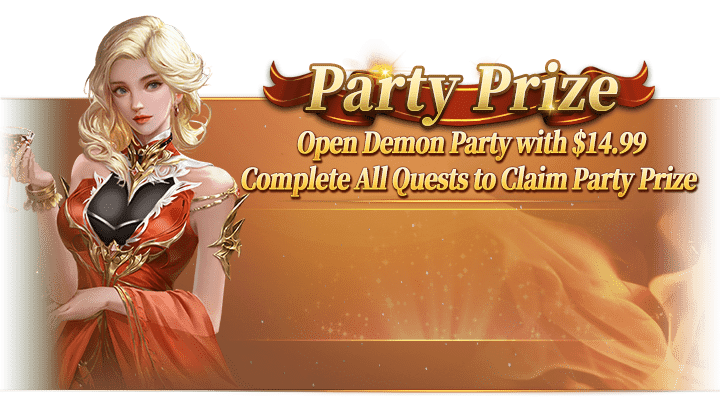 Party Prize
Open Demon Party with $14.99
Complete All Quests to Claim Party Prize